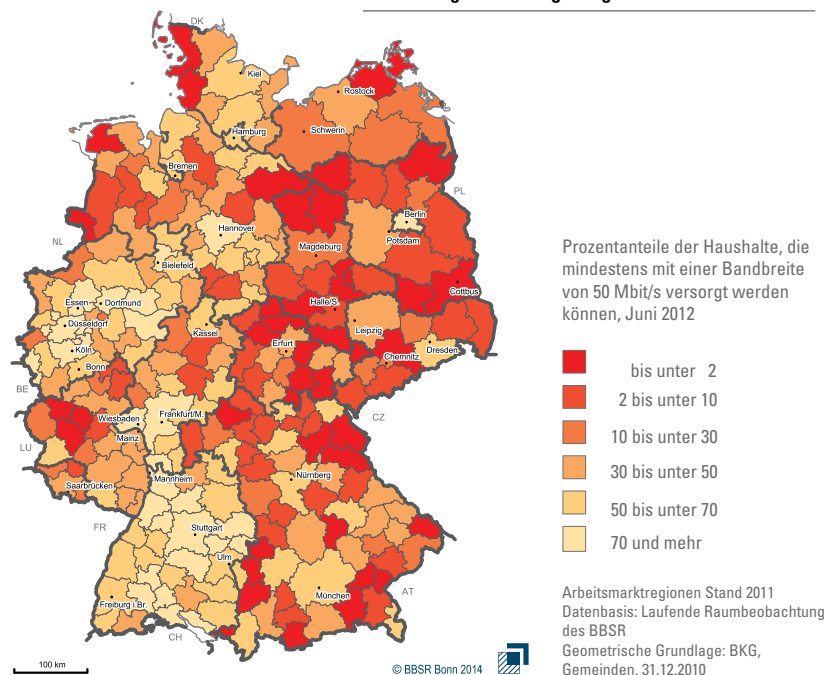 DK
Kiel
Rostock
Hamburg
Schwerin
Bremen
PL
Berlin
NL
Hannover
Potsdam
Magdeburg
Bielefeld
Cottbus
Essen
Dortmund
Halle/S.
Düsseldorf
Leipzig
Kassel
Köln
Erfurt
Dresden
Chemnitz
Bonn
BE
Wiesbaden
Frankfurt/M.
CZ
Mainz
LU
Mannheim
Nürnberg
Saarbrücken
FR
Stuttgart
Ulm
München
AT
Freiburg i.Br.
CH
Prozentanteile der Haushalte, die
mindestens mit einer Bandbreite
von 50 Mbit/s versorgt werden
können, Juni 2012
bis unter 2
2 bis unter 10
10 bis unter 30
30 bis unter 50
50 bis unter 70
70 und mehr
Arbeitsmarktregionen Stand 2011
Datenbasis: Laufende Raumbeobachtung
des BBSR
Geometrische Grundlage: BKG,
Gemeinden, 31.12.2010
100 km
© BBSR Bonn 2014